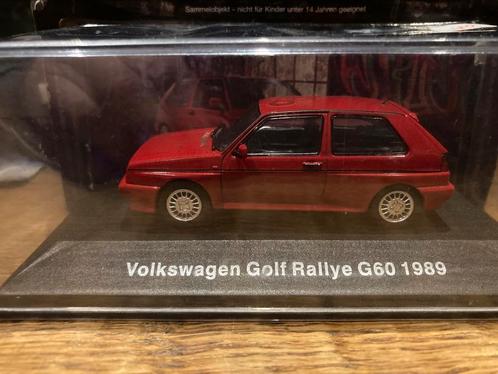 Sammelobjekt – nicht für Kinder unter 14 Jahren geeignet
Volkswagen Golf Rallye G60 1989